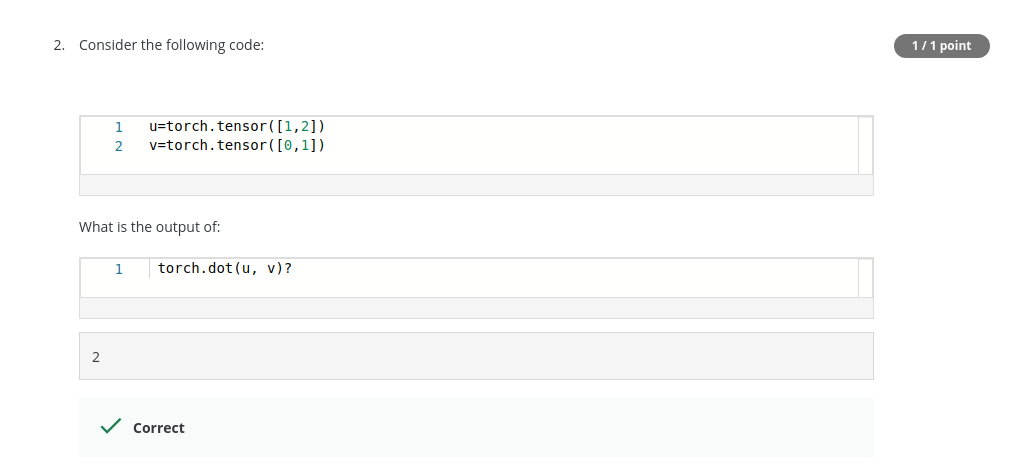 2. Consider the following code:
1 / 1 point
1 u=torch.tensor([1,2])
2 v=torch.tensor([0,1])
What is the output of:
1 torch.dot(u, v)?
2
Correct